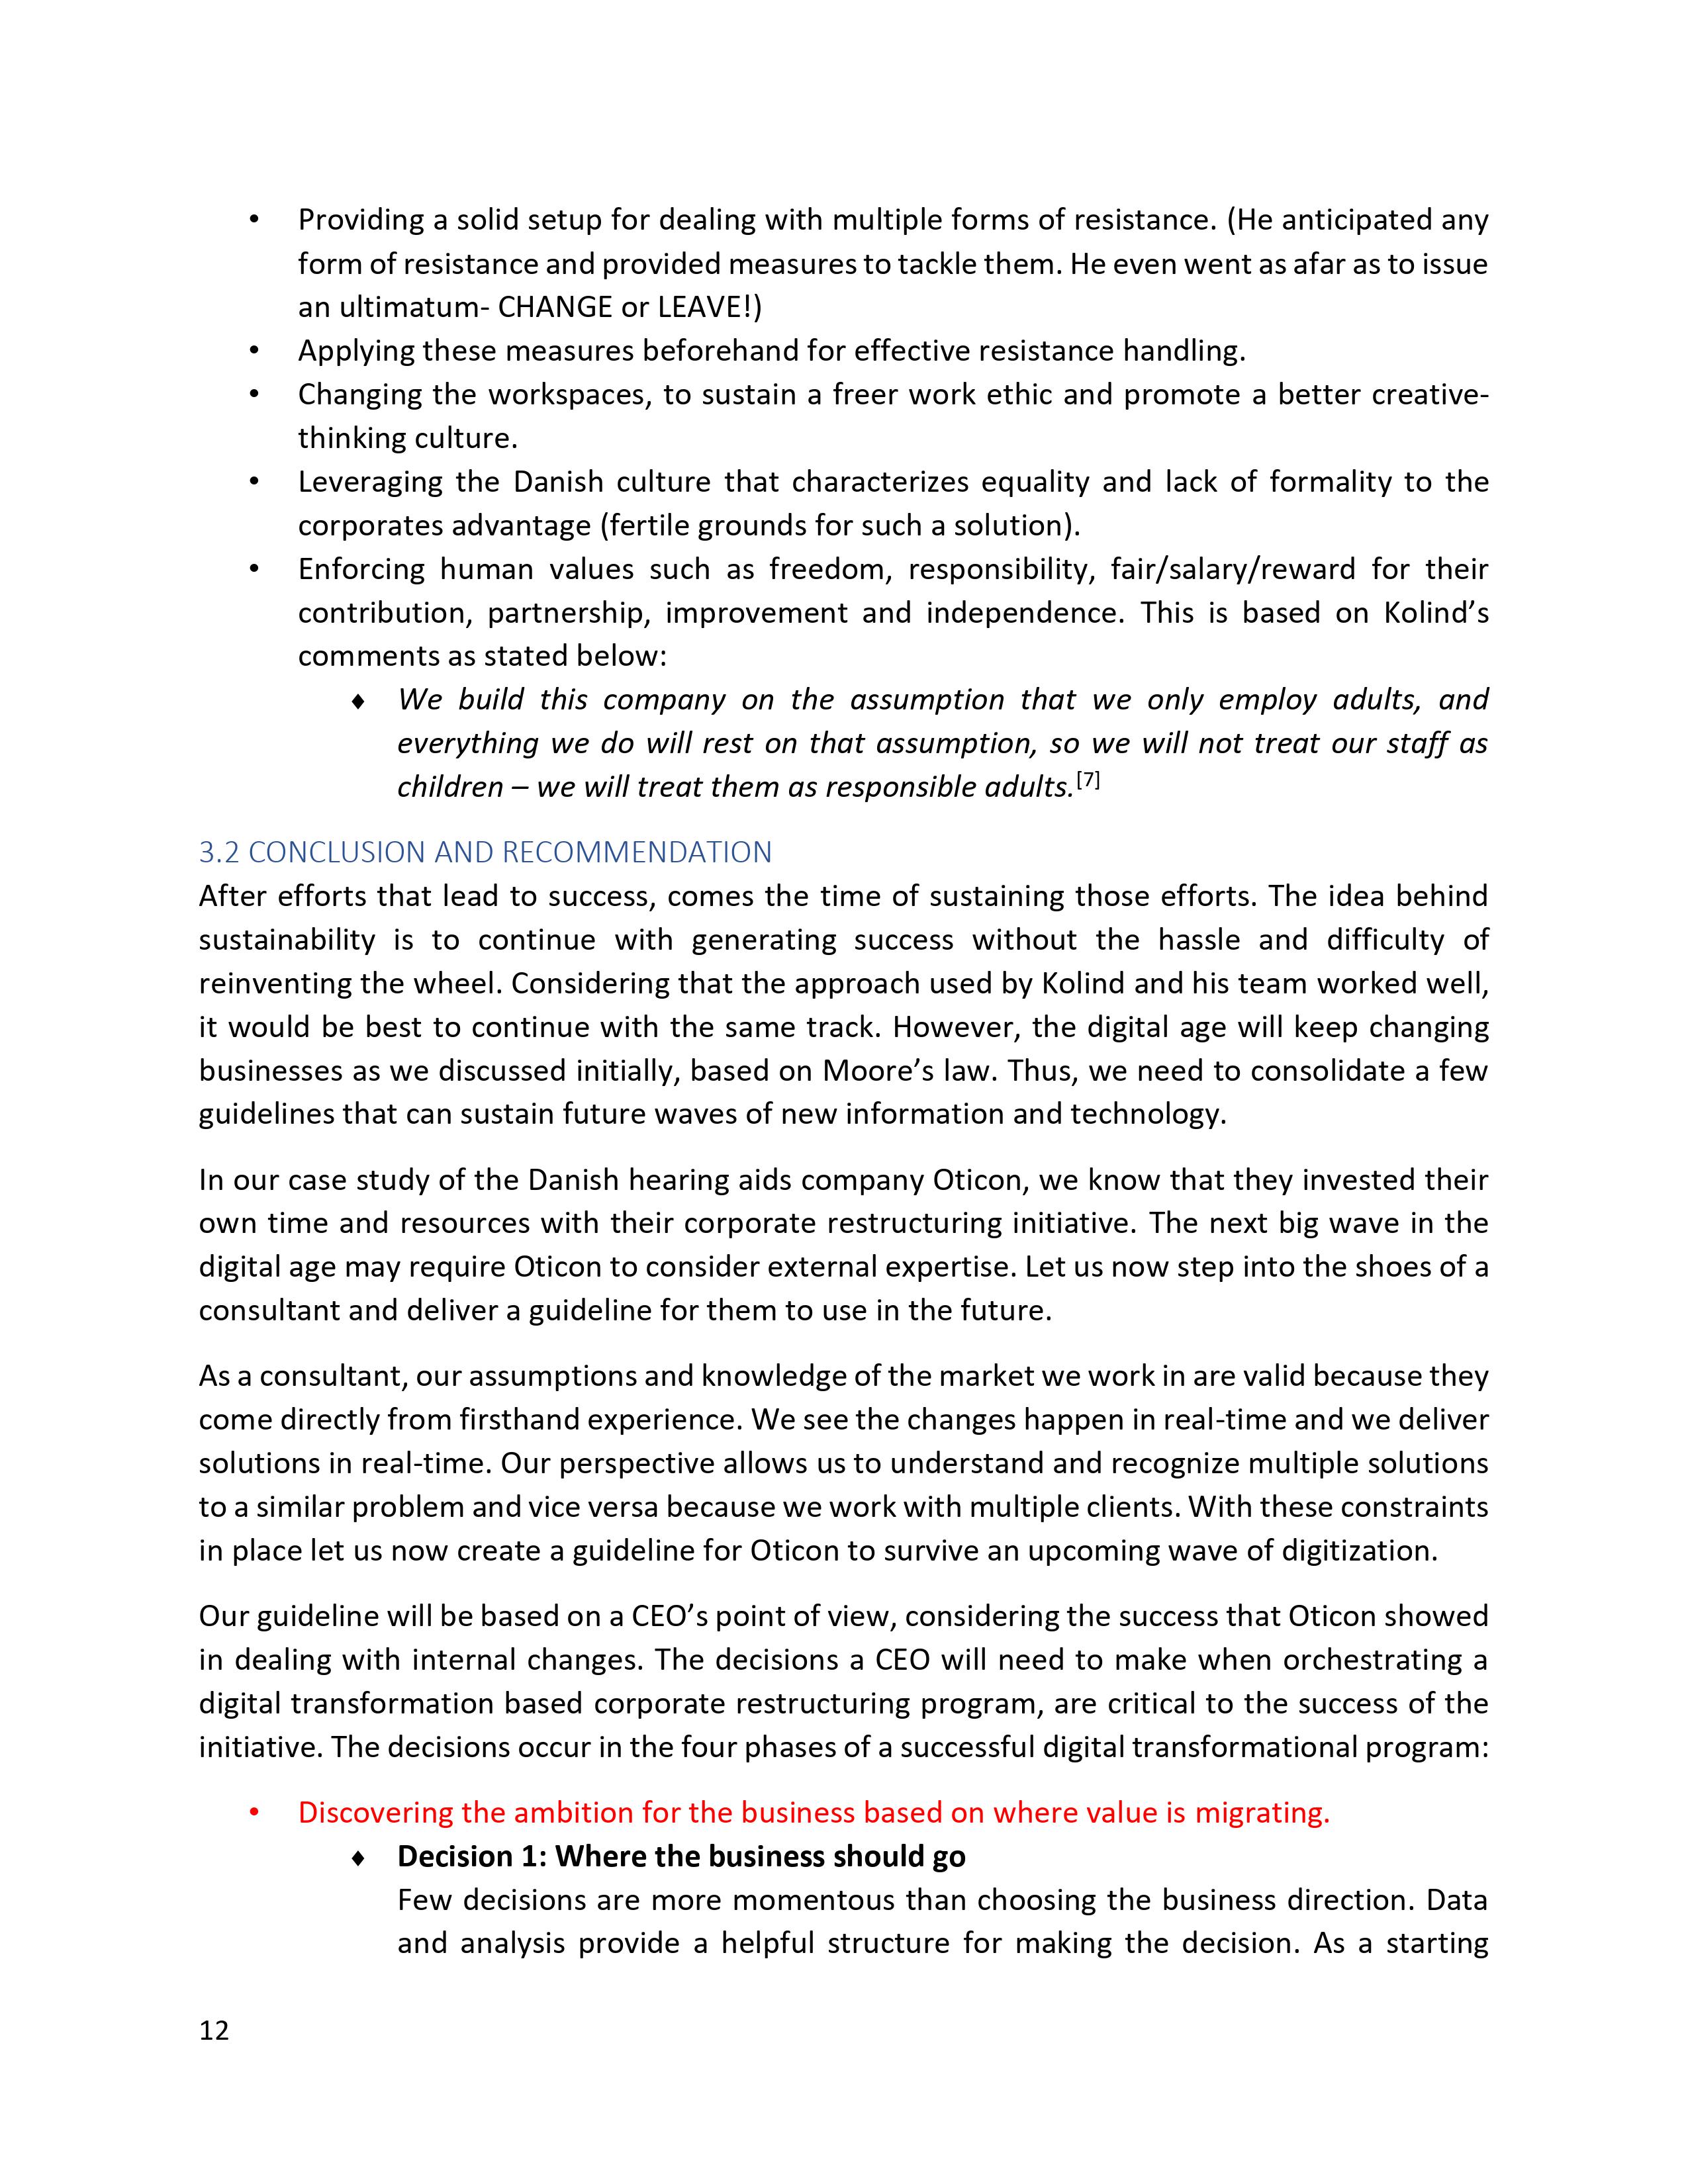 • Providing a solid setup for dealing with multiple forms of resistance. (He anticipated any
form of resistance and provided measures to tackle them. He even went as afar as to issue
an ultimatum- CHANGE or LEAVE!)
• Applying these measures beforehand for effective resistance handling.
• Changing the workspaces, to sustain a freer work ethic and promote a better creative-
thinking culture.
• Leveraging the Danish culture that characterizes equality and lack of formality to the
corporates advantage (fertile grounds for such a solution).
• Enforcing human values such as freedom, responsibility, fair/salary/reward for their
contribution, partnership, improvement and independence. This is based on Kolind’s
comments as stated below:
♦ We build this company on the assumption that we only employ adults, and
everything we do will rest on that assumption, so we will not treat our staff as
children – we will treat them as responsible adults.[7]
3.2 CONCLUSION AND RECOMMENDATION
After efforts that lead to success, comes the time of sustaining those efforts. The idea behind
sustainability is to continue with generating success without the hassle and difficulty of
reinventing the wheel. Considering that the approach used by Kolind and his team worked well,
it would be best to continue with the same track. However, the digital age will keep changing
businesses as we discussed initially, based on Moore’s law. Thus, we need to consolidate a few
guidelines that can sustain future waves of new information and technology.
In our case study of the Danish hearing aids company Oticon, we know that they invested their
own time and resources with their corporate restructuring initiative. The next big wave in the
digital age may require Oticon to consider external expertise. Let us now step into the shoes of a
consultant and deliver a guideline for them to use in the future.
As a consultant, our assumptions and knowledge of the market we work in are valid because they
come directly from firsthand experience. We see the changes happen in real-time and we deliver
solutions in real-time. Our perspective allows us to understand and recognize multiple solutions
to a similar problem and vice versa because we work with multiple clients. With these constraints
in place let us now create a guideline for Oticon to survive an upcoming wave of digitization.
Our guideline will be based on a CEO’s point of view, considering the success that Oticon showed
in dealing with internal changes. The decisions a CEO will need to make when orchestrating a
digital transformation based corporate restructuring program, are critical to the success of the
initiative. The decisions occur in the four phases of a successful digital transformational program:
• Discovering the ambition for the business based on where value is migrating.
♦ Decision 1: Where the business should go
Few decisions are more momentous than choosing the business direction. Data
and analysis provide a helpful structure for making the decision. As a starting
12